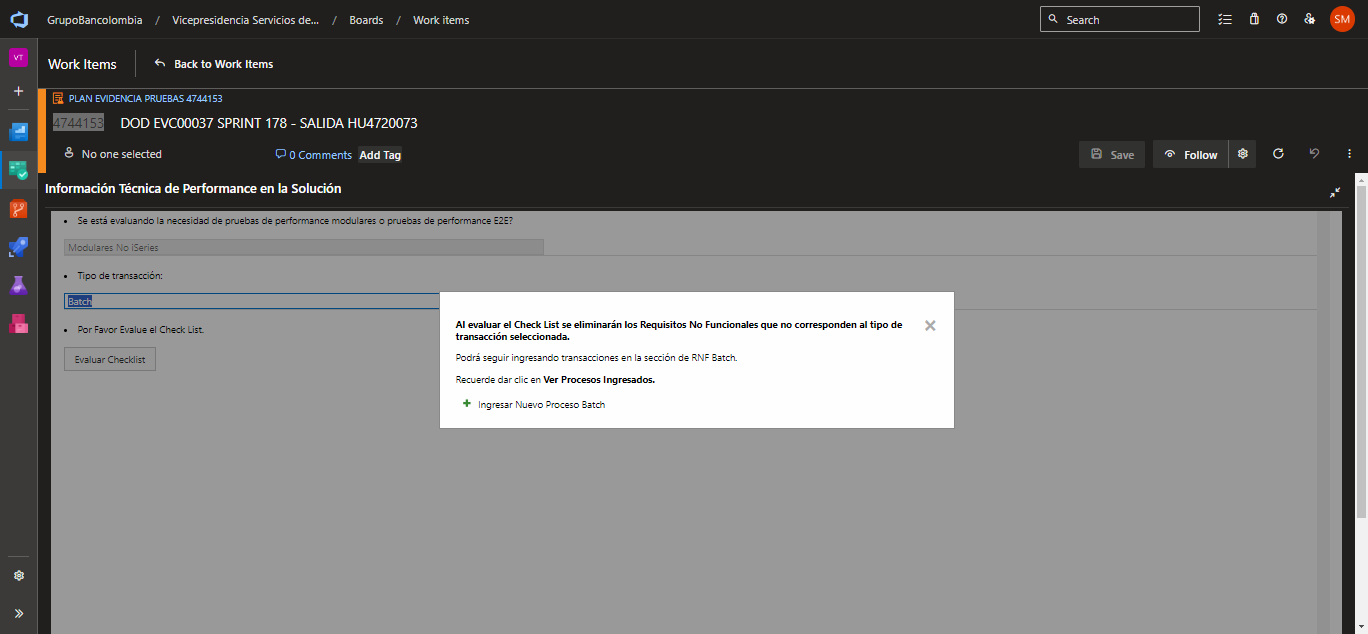 GrupoBancolombia / Vicepresidencia Servicios de... / Boards / Work items
Search
SM
VT
Work Items
Back to Work Items
PLAN EVIDENCIA PRUEBAS 4744153
4744153 DOD EVC00037 SPRINT 178 - SALIDA HU4720073
No one selected
0 Comments
Add Tag
Save
Follow
Información Técnica de Performance en la Solución
Se está evaluando la necesidad de pruebas de performance modulares o pruebas de performance E2E?
Modulares No iSeries
Tipo de transacción:
Batch
Por Favor Evalue el Check List.
Evaluar Checklist
Al evaluar el Check List se eliminarán los Requisitos No Funcionales que no corresponden al tipo de
transacción seleccionada.
Podrá seguir ingresando transacciones en la sección de RNF Batch.
Recuerde dar clic en Ver Procesos Ingresados.
Ingresar Nuevo Proceso Batch